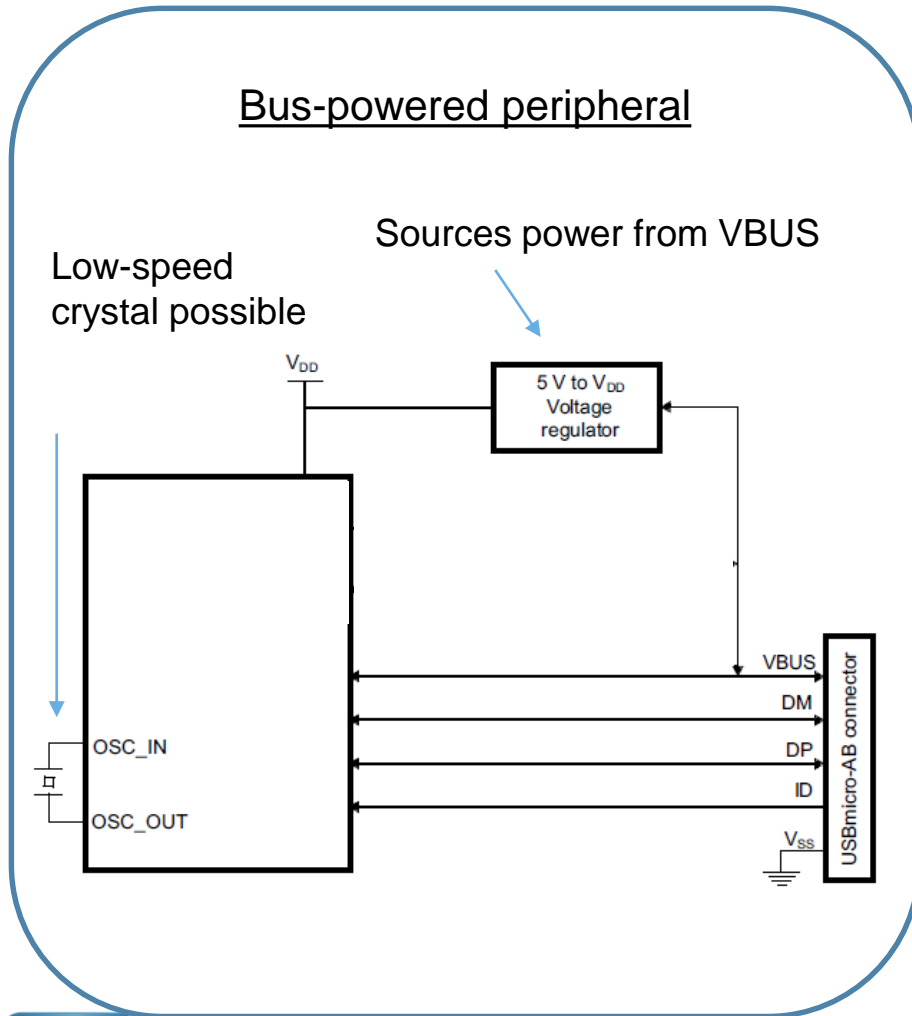 Bus-powered peripheral
Sources power from VBUS
Low-speed
crystal possible
VDD
5 V to VDD
Voltage
regulator
VBUS
DM
DP
ID
VSS
OSC_IN
OSC_OUT
USBmicro-AB connector